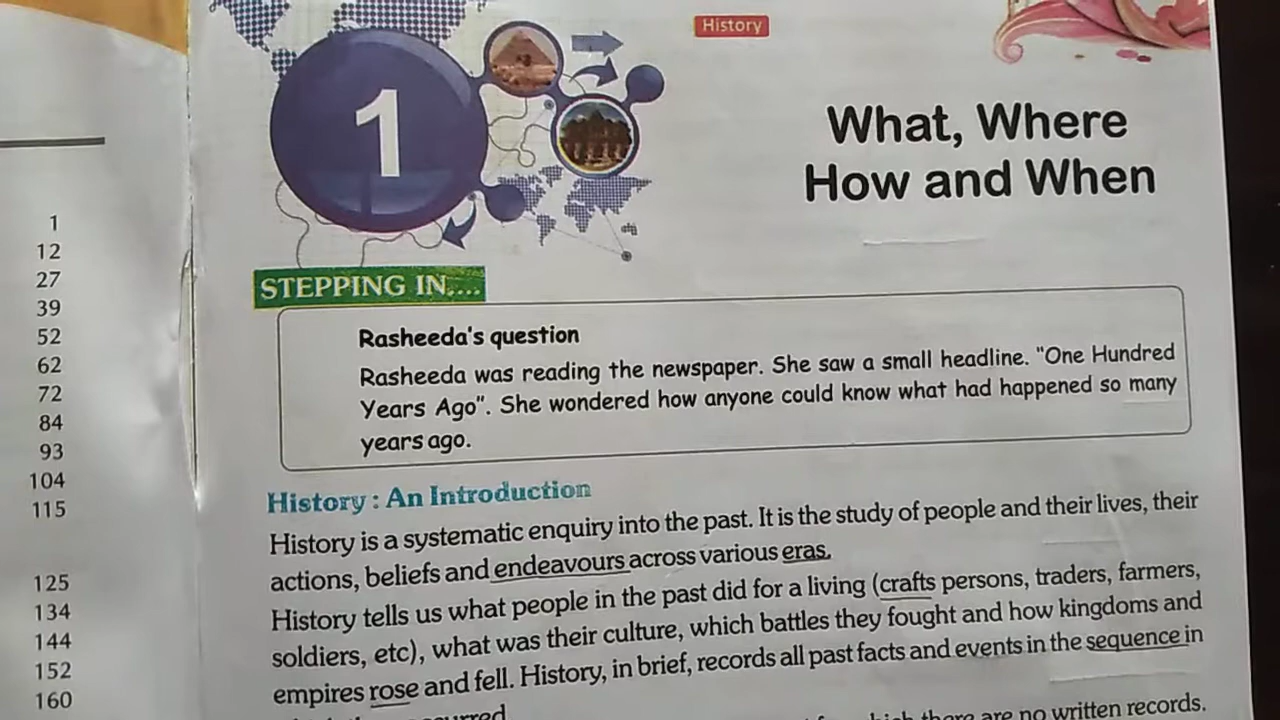 1
12
27
39
52
62
72
84
93
104
115
125
134
144
152
160
History
1
What, Where
How and When
STEPPING IN....
Rasheeda's question
Rasheeda was reading the newspaper. She saw a small headline. "One Hundred
Years Ago". She wondered how anyone could know what had happened so many
years ago.
History : An Introduction
History is a systematic enquiry into the past. It is the study of people and their lives, their
actions, beliefs and endeavours across various eras.
History tells us what people in the past did for a living (crafts persons, traders, farmers,
soldiers, etc), what was their culture, which battles they fought and how kingdoms and
empires rose and fell. History, in brief, records all past facts and events in the sequence in
there are no written records.